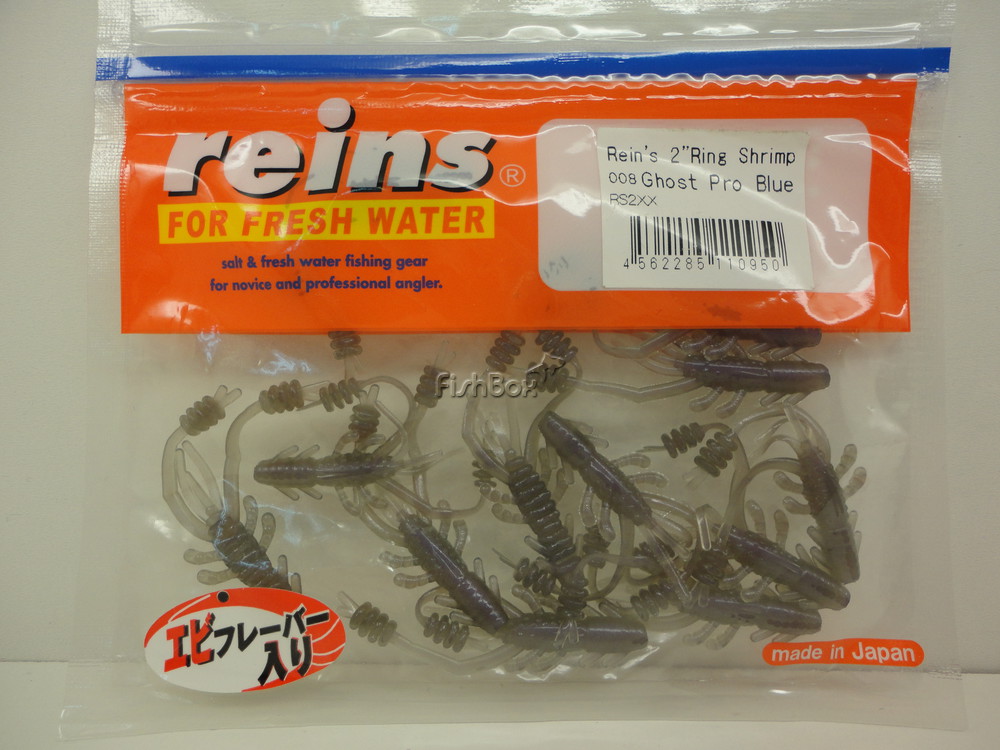 reins®
FOR FRESH WATER
salt & fresh water fishing gear
for novice and professional angler.
Rein's 2"Ring Shrimp
008 Ghost Pro Blue
RS2XX
4 562285 110950
FishBox
エビフレーバー
入り
made in Japan